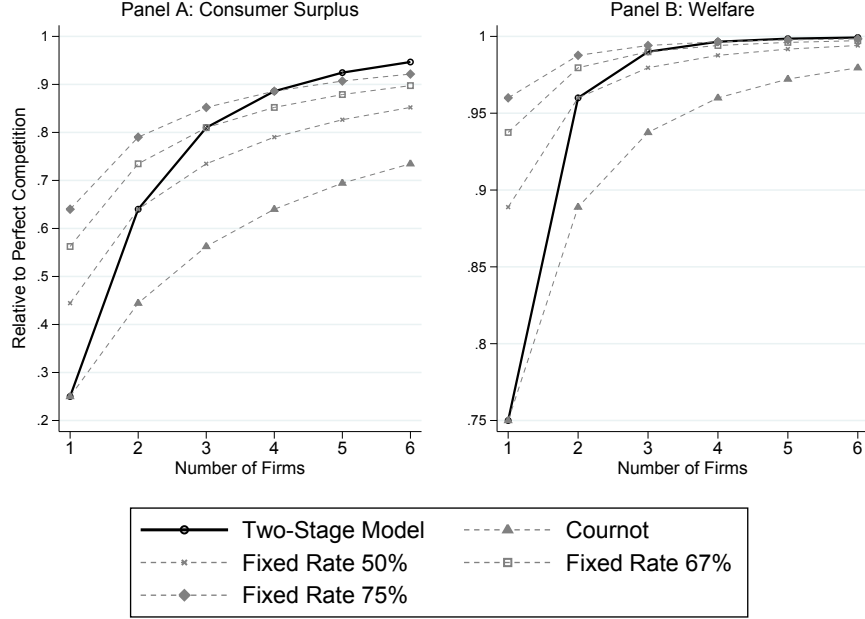 Panel A: Consumer Surplus
Panel B: Welfare
Relative to Perfect Competition
1
.9
.8
.7
.6
.5
.4
.3
.2
1 2 3 4 5 6
Number of Firms
1
.95
.9
.85
.8
.75
1 2 3 4 5 6
Number of Firms
Two-Stage Model
Cournot
Fixed Rate 50%
Fixed Rate 67%
Fixed Rate 75%